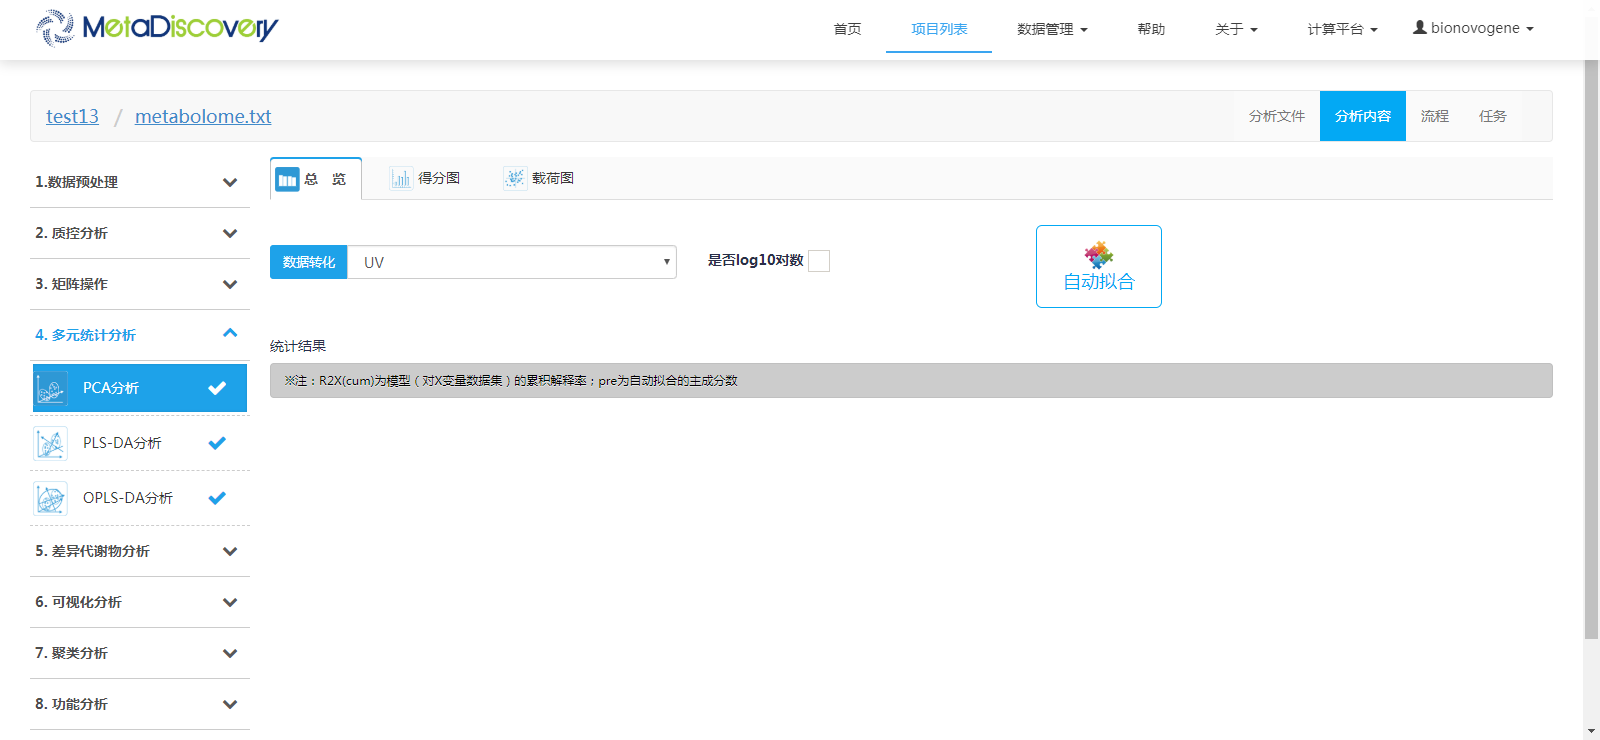 MetaDiscovery
首页 项目列表 数据管理 帮助 关于 计算平台 bionovogene
test13 / metabolome.txt
分析文件 分析内容 流程 任务
1.数据预处理
2. 质控分析
3. 矩阵操作
4. 多元统计分析
PCA分析
PLS-DA分析
OPLS-DA分析
5. 差异代谢物分析
6. 可视化分析
7. 聚类分析
8. 功能分析
总 览 得分图 载荷图
数据转化 UV
是否log10对数
自动拟合
统计结果
※注：R2X(cum)为模型（对X变量数据集）的累积解释率；pre为自动拟合的主成分数